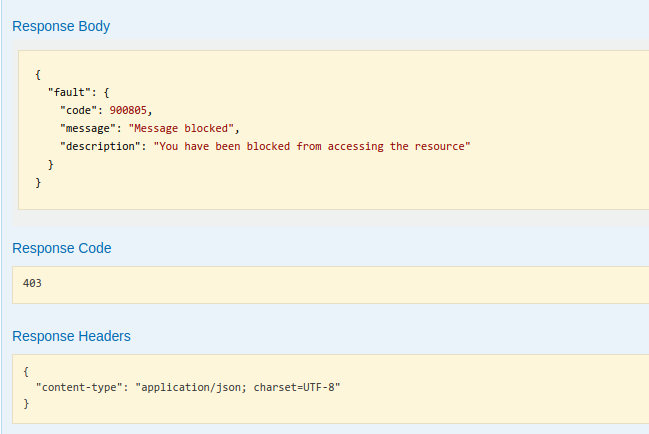 Response Body
{
  "fault": {
    "code": 900805,
    "message": "Message blocked",
    "description": "You have been blocked from accessing the resource"
  }
}
Response Code
403
Response Headers
{
  "content-type": "application/json; charset=UTF-8"
}